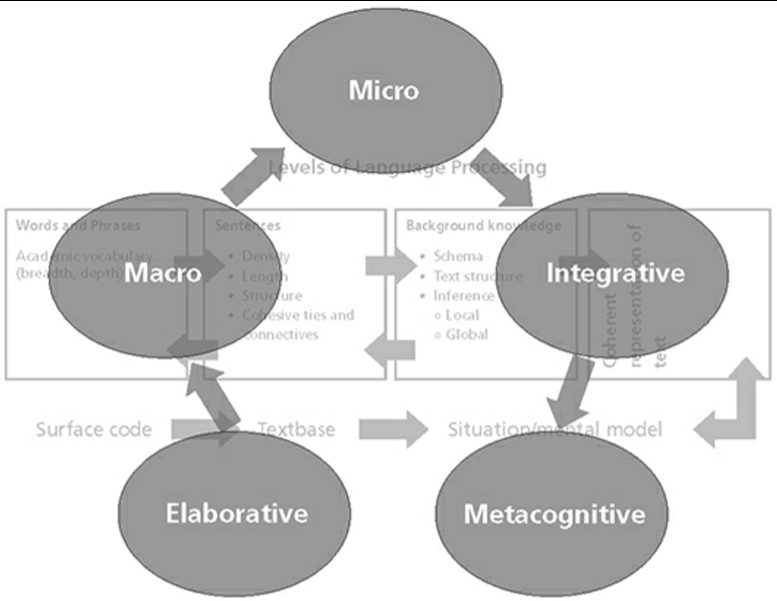 Micro
Levels of Language Processing
Words and Phrases
Academic vocabulary
(breadth, depth)
Macro
Sentences
• Density
• Length
• Structure
• Cohesive ties and
connectives
Background knowledge
• Schema
• Text structure
• Inference
○ Local
○ Global
Integrative
Coherent
representation of
text
Surface code
Textbase
Situation/mental model
Elaborative
Metacognitive